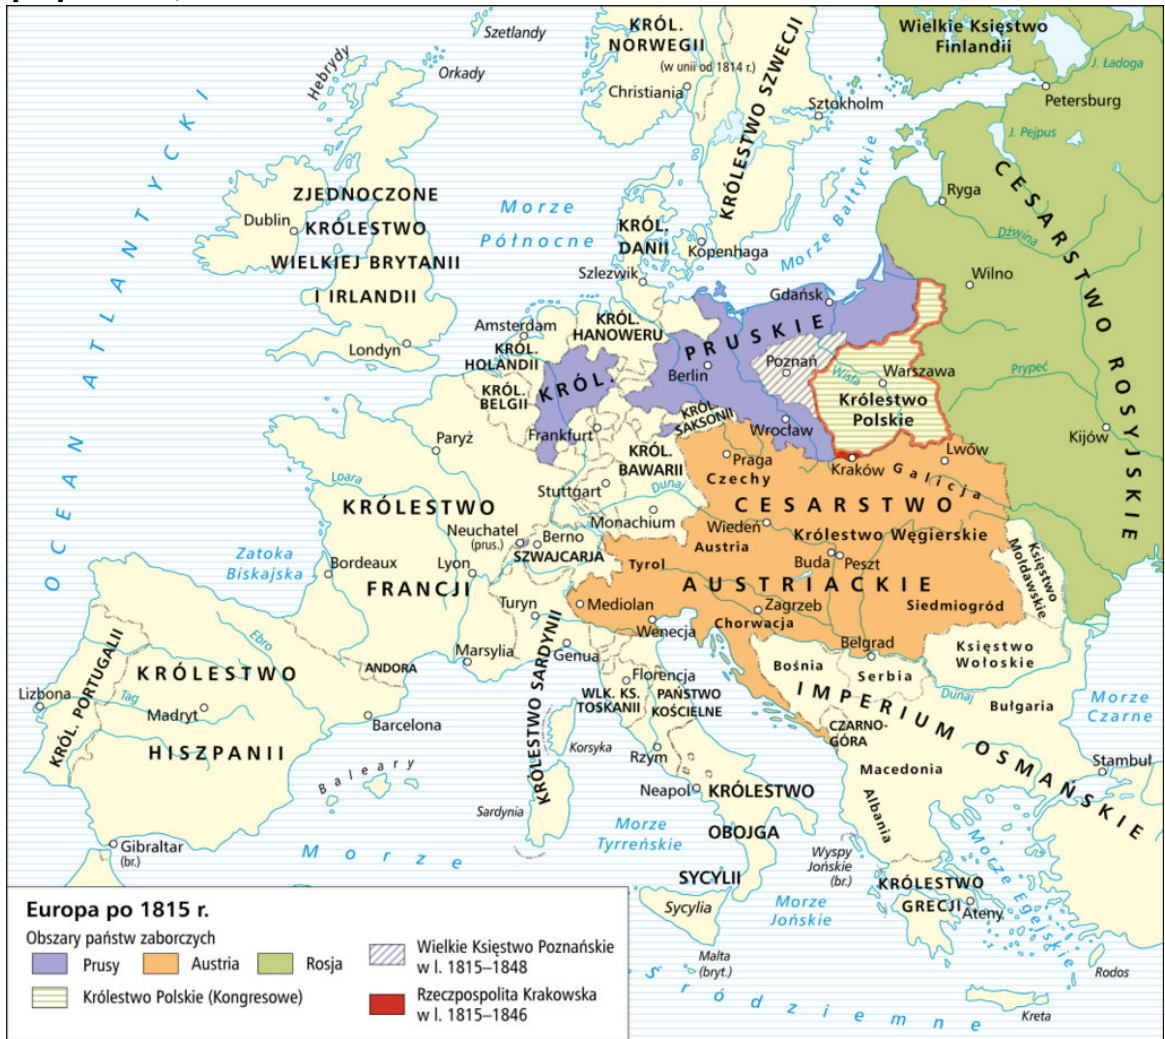 Szetlandy
Orkady
Hebrydy
KRÓL.
NORWEGII
(w unii od 1814 r.)
Christiania
KRÓLESTWO SZWECJI
Sztokholm
Wielkie Księstwo
Finlandii
J. Ładoga
Petersburg
J. Pejpus
CESARSTWO ROSYJSKIE
Ryga
Dźwina
Wilno
Prypeć
Kijów
OCEAN ATLANTYCKI
ZJEDNOCZONE
KRÓLESTWO
WIELKIEJ BRYTANII
I IRLANDII
Dublin
Londyn
Morze
Północne
KRÓL.
DANII
Kopenhaga
Szlezwik
Morze Bałtyckie
Gdańsk
Amsterdam
KRÓL.
HOLANDII
KRÓL.
HANOWERU
KRÓL.
BELGII
KRÓL. PRUSKIE
Berlin
Poznań
Wisła
Warszawa
Królestwo
Polskie
KRÓL.
SAKSONII
Wrocław
Frankfurt
Paryż
Loara
KRÓL.
BAWARII
Praga
Czechy
Kraków
Lwów
Galicja
Stuttgart
Dunaj
Monachium
CESARSTWO
AUSTRIACKIE
Wiedeń
Austria
Królestwo Węgierskie
Buda
Peszt
Tyrol
Siedmiogród
Księstwo
Mołdawskie
KRÓLESTWO
FRANCJI
Neuchatel
(prus.)
Berno
SZWAJCARJA
Zatoka
Biskajska
Bordeaux
Lyon
Turyn
Mediolan
Wenecja
Zagrzeb
Chorwacja
Belgrad
Księstwo
Wołoskie
Marsylia
Genua
Bośnia
Serbia
Dunaj
Bułgaria
Morze
Czarne
IMPERIUM OSMAŃSKIE
Ebro
ANDORA
KRÓL. PORTUGALII
KRÓLESTWO
HISZPANII
Lizbona
Tag
Madryt
Barcelona
Baleary
KRÓLESTWO SARDYNII
Florencja
WLK. KS.
TOSKANII
PAŃSTWO
KOŚCIELNE
Korsyka
Rzym
CZARNO-
GÓRA
Macedonia
Albania
Stambuł
Neapol
Sardynia
KRÓLESTWO
OBOJGA
SYCYLII
Morze
Tyrreńskie
Sycylia
Morze
Jońskie
Wyspy
Jońskie
(br.)
KRÓLESTWO
GRECJI
Ateny
Morze Egejskie
Gibraltar
(br.)
Morze
Śródziemne
Malta
(bryt.)
Rodos
Kreta
Europa po 1815 r.
Obszary państw zaborczych
Prusy
Austria
Rosja
Królestwo Polskie (Kongresowe)
Wielkie Księstwo Poznańskie
w l. 1815–1848
Rzeczpospolita Krakowska
w l. 1815–1846